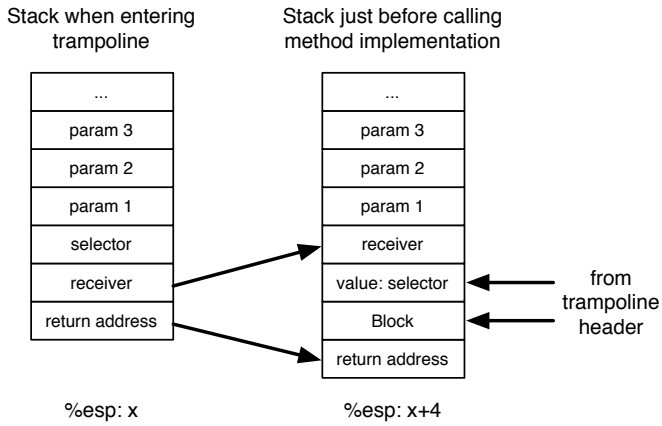 Stack when entering
trampoline
...
param 3
param 2
param 1
selector
receiver
return address
%esp: x
Stack just before calling
method implementation
...
param 3
param 2
param 1
receiver
value: selector
Block
return address
%esp: x+4
from
trampoline
header